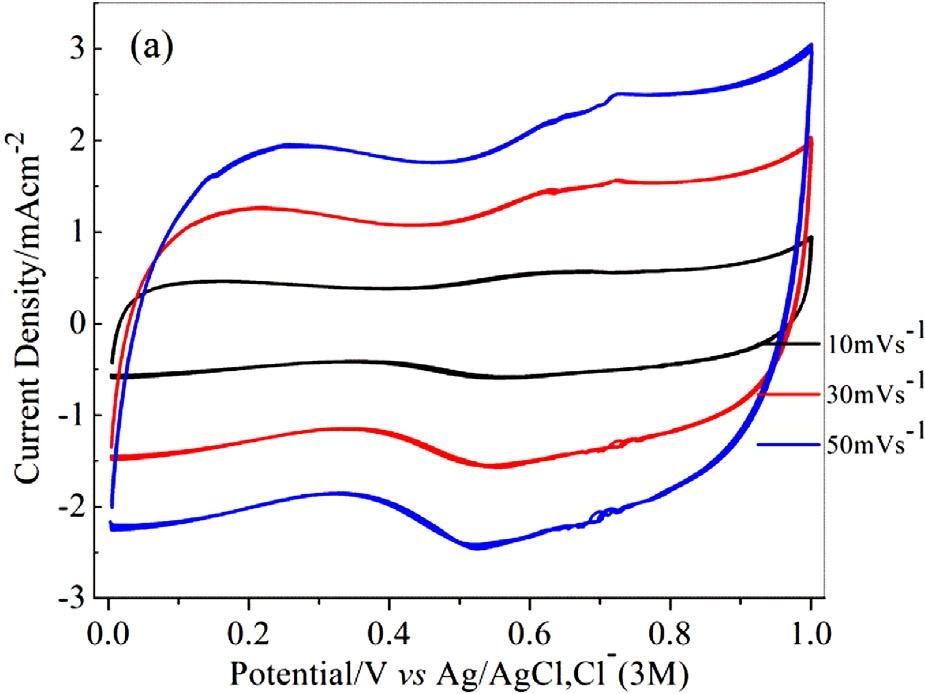 (a)
3
2
1
0
-1
-2
-3
Current Density/mAcm⁻²
10mVs⁻¹
30mVs⁻¹
50mVs⁻¹
0.0 0.2 0.4 0.6 0.8 1.0
Potential/V vs Ag/AgCl,Cl⁻(3M)